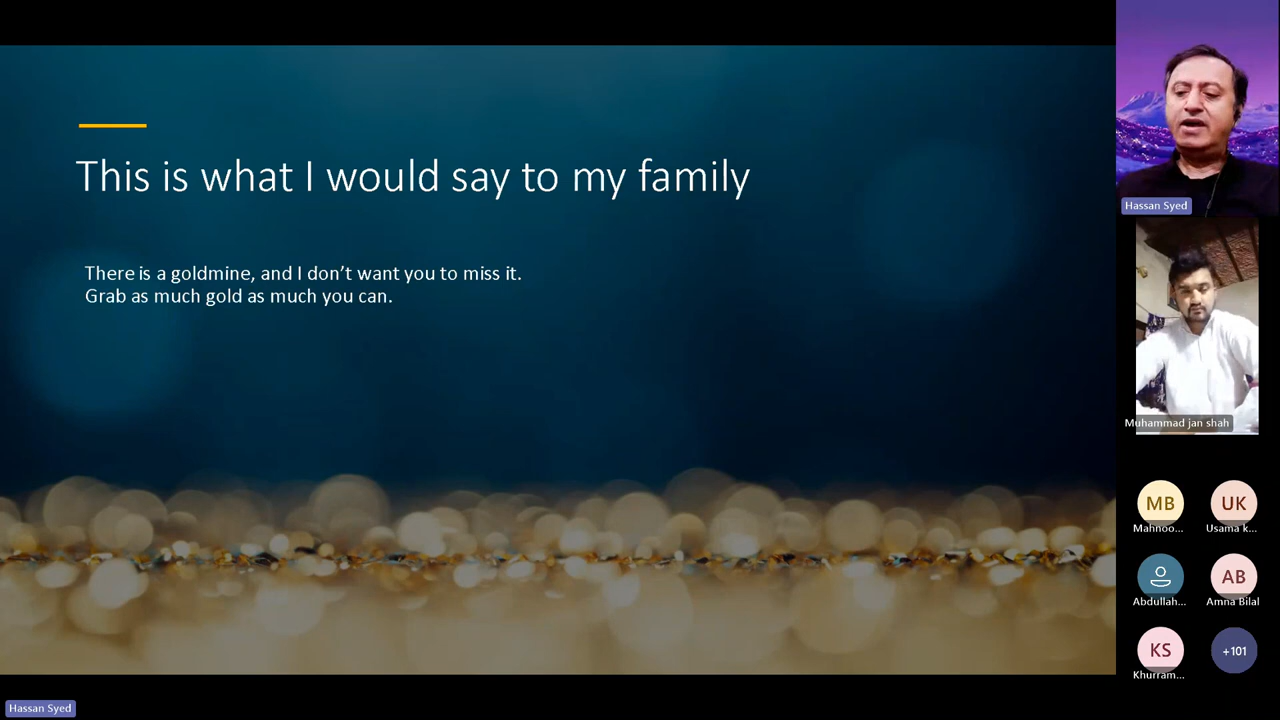 This is what I would say to my family
There is a goldmine, and I don’t want you to miss it.
Grab as much gold as much you can.
Hassan Syed
Muhammad jan shah
MB
Mahnoo...
UK
Usama k...
Abdullah...
AB
Amna Bilal
KS
Khurram...
+101
Hassan Syed